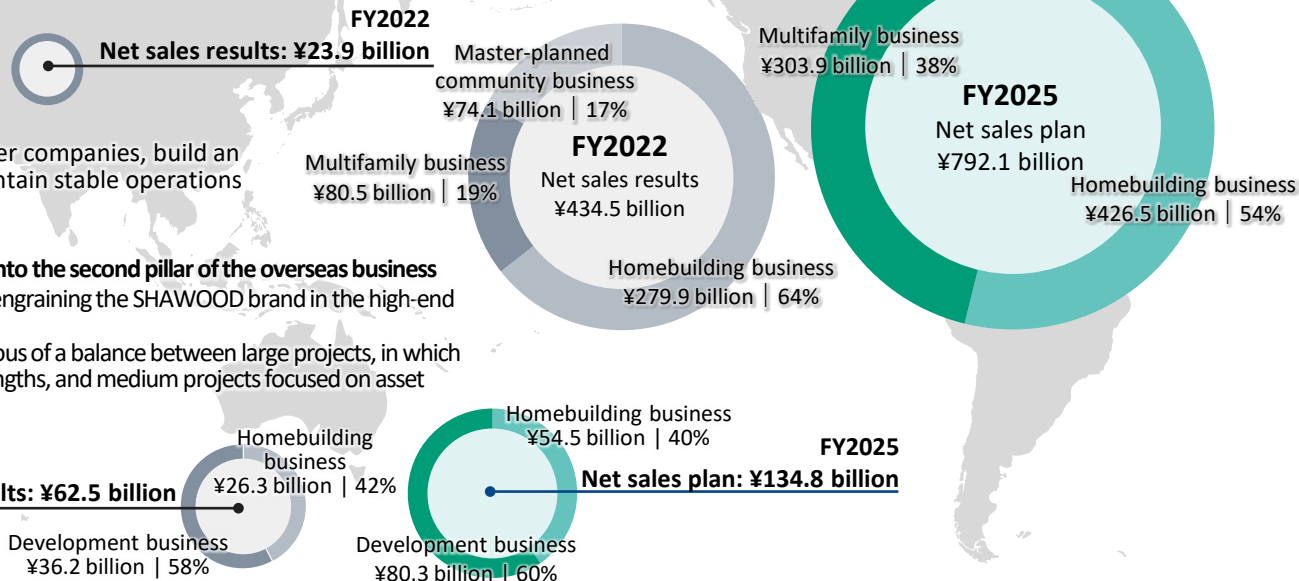 FY2022
Net sales results: ¥23.9 billion
Master-planned
community business
¥74.1 billion | 17%
Multifamily business
¥80.5 billion | 19%
FY2022
Net sales results
¥434.5 billion
Homebuilding business
¥279.9 billion | 64%
Multifamily business
¥303.9 billion | 38%
FY2025
Net sales plan
¥792.1 billion
Homebuilding business
¥426.5 billion | 54%
companies, build an
stable operations
the second pillar of the overseas business
engraining the SHAWOOD brand in the high-end
of a balance between large projects, in which
and medium projects focused on asset
Homebuilding
business
¥26.3 billion | 42%
¥62.5 billion
Development business
¥36.2 billion | 58%
Homebuilding business
¥54.5 billion | 40%
FY2025
Net sales plan: ¥134.8 billion
Development business
¥80.3 billion | 60%